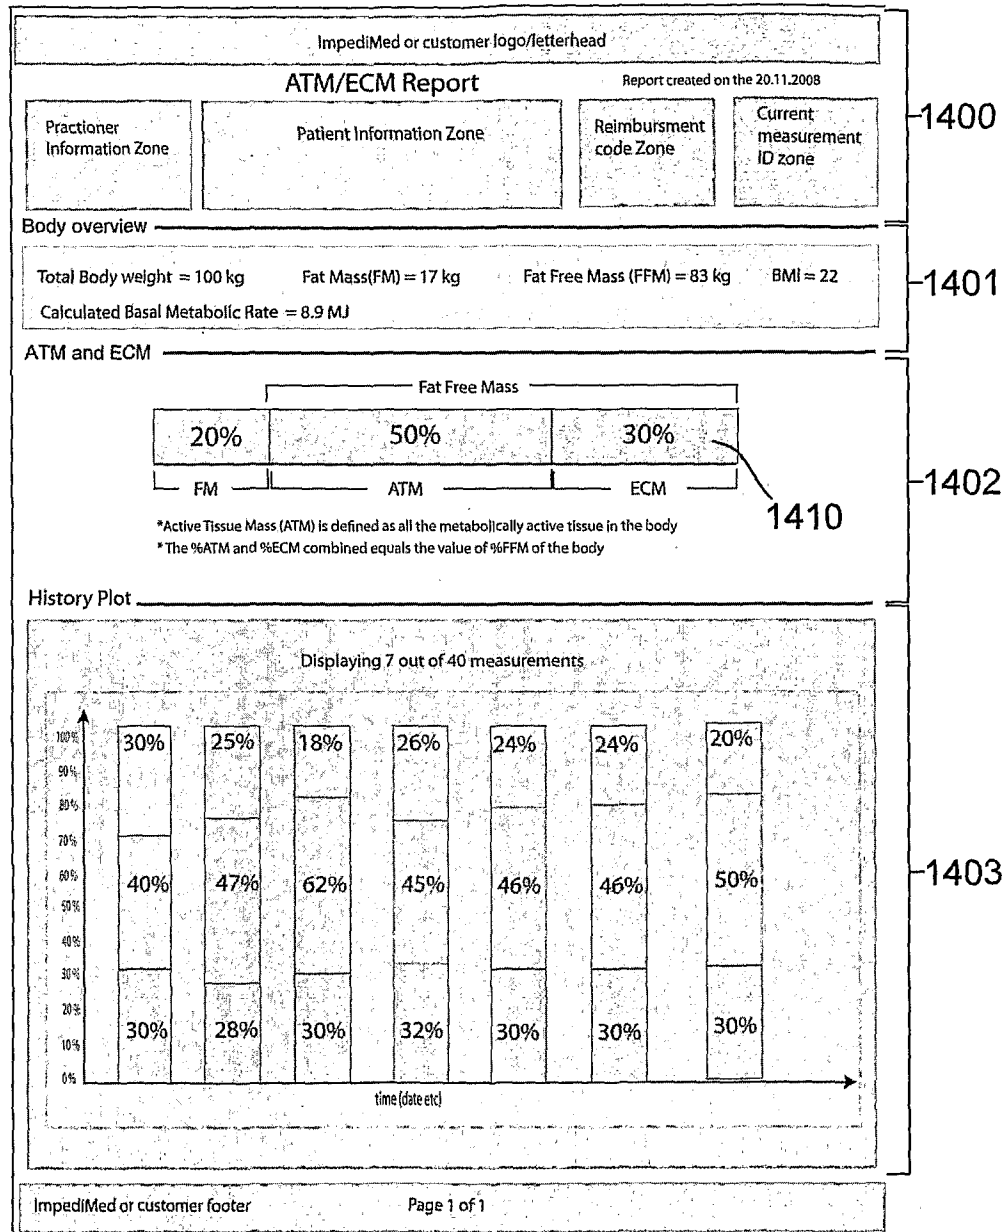 ImpediMed or customer logo/letterhead
ATM/ECM Report
Report created on the 20.11.2008
1400
Practioner
Information Zone
Patient Information Zone
Reimbursment
code Zone
Current
measurement
ID zone
Body overview
Total Body weight = 100 kg
Fat Mass(FM) = 17 kg
Fat Free Mass (FFM) = 83 kg
BMI = 22
1401
Calculated Basal Metabolic Rate = 8.9 MJ
ATM and ECM
Fat Free Mass
20% 50% 30%
FM ATM ECM
1402
1410
*Active Tissue Mass (ATM) is defined as all the metabolically active tissue in the body
*The %ATM and %ECM combined equals the value of %FFM of the body
History Plot
Displaying 7 out of 40 measurements
100%
90%
80%
70%
60%
50%
40%
30%
20%
10%
0%
30% 25% 18% 26% 24% 24% 20%
40% 47% 62% 45% 46% 46% 50%
30% 28% 30% 32% 30% 30% 30%
1403
time (date etc)
ImpediMed or customer footer
Page 1 of 1